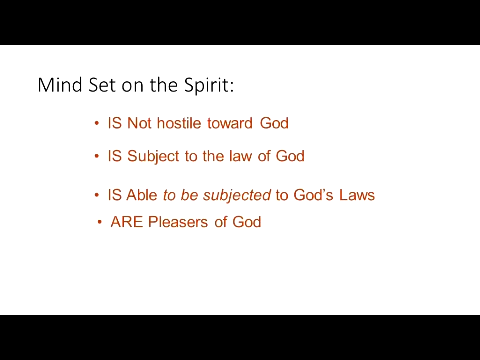 Mind Set on the Spirit:
• IS Not hostile toward God
• IS Subject to the law of God
• IS Able to be subjected to God's Laws
• ARE Pleasers of God